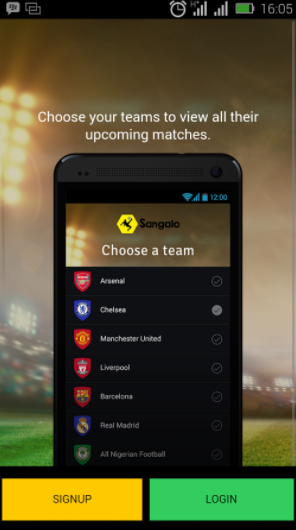 H+
16:05
Choose your teams to view all their
upcoming matches.
12:00
Sangalo
Choose a team
Arsenal
Chelsea
Manchester United
Liverpool
Barcelona
Real Madrid
All Nigerian Football
SIGNUP
LOGIN